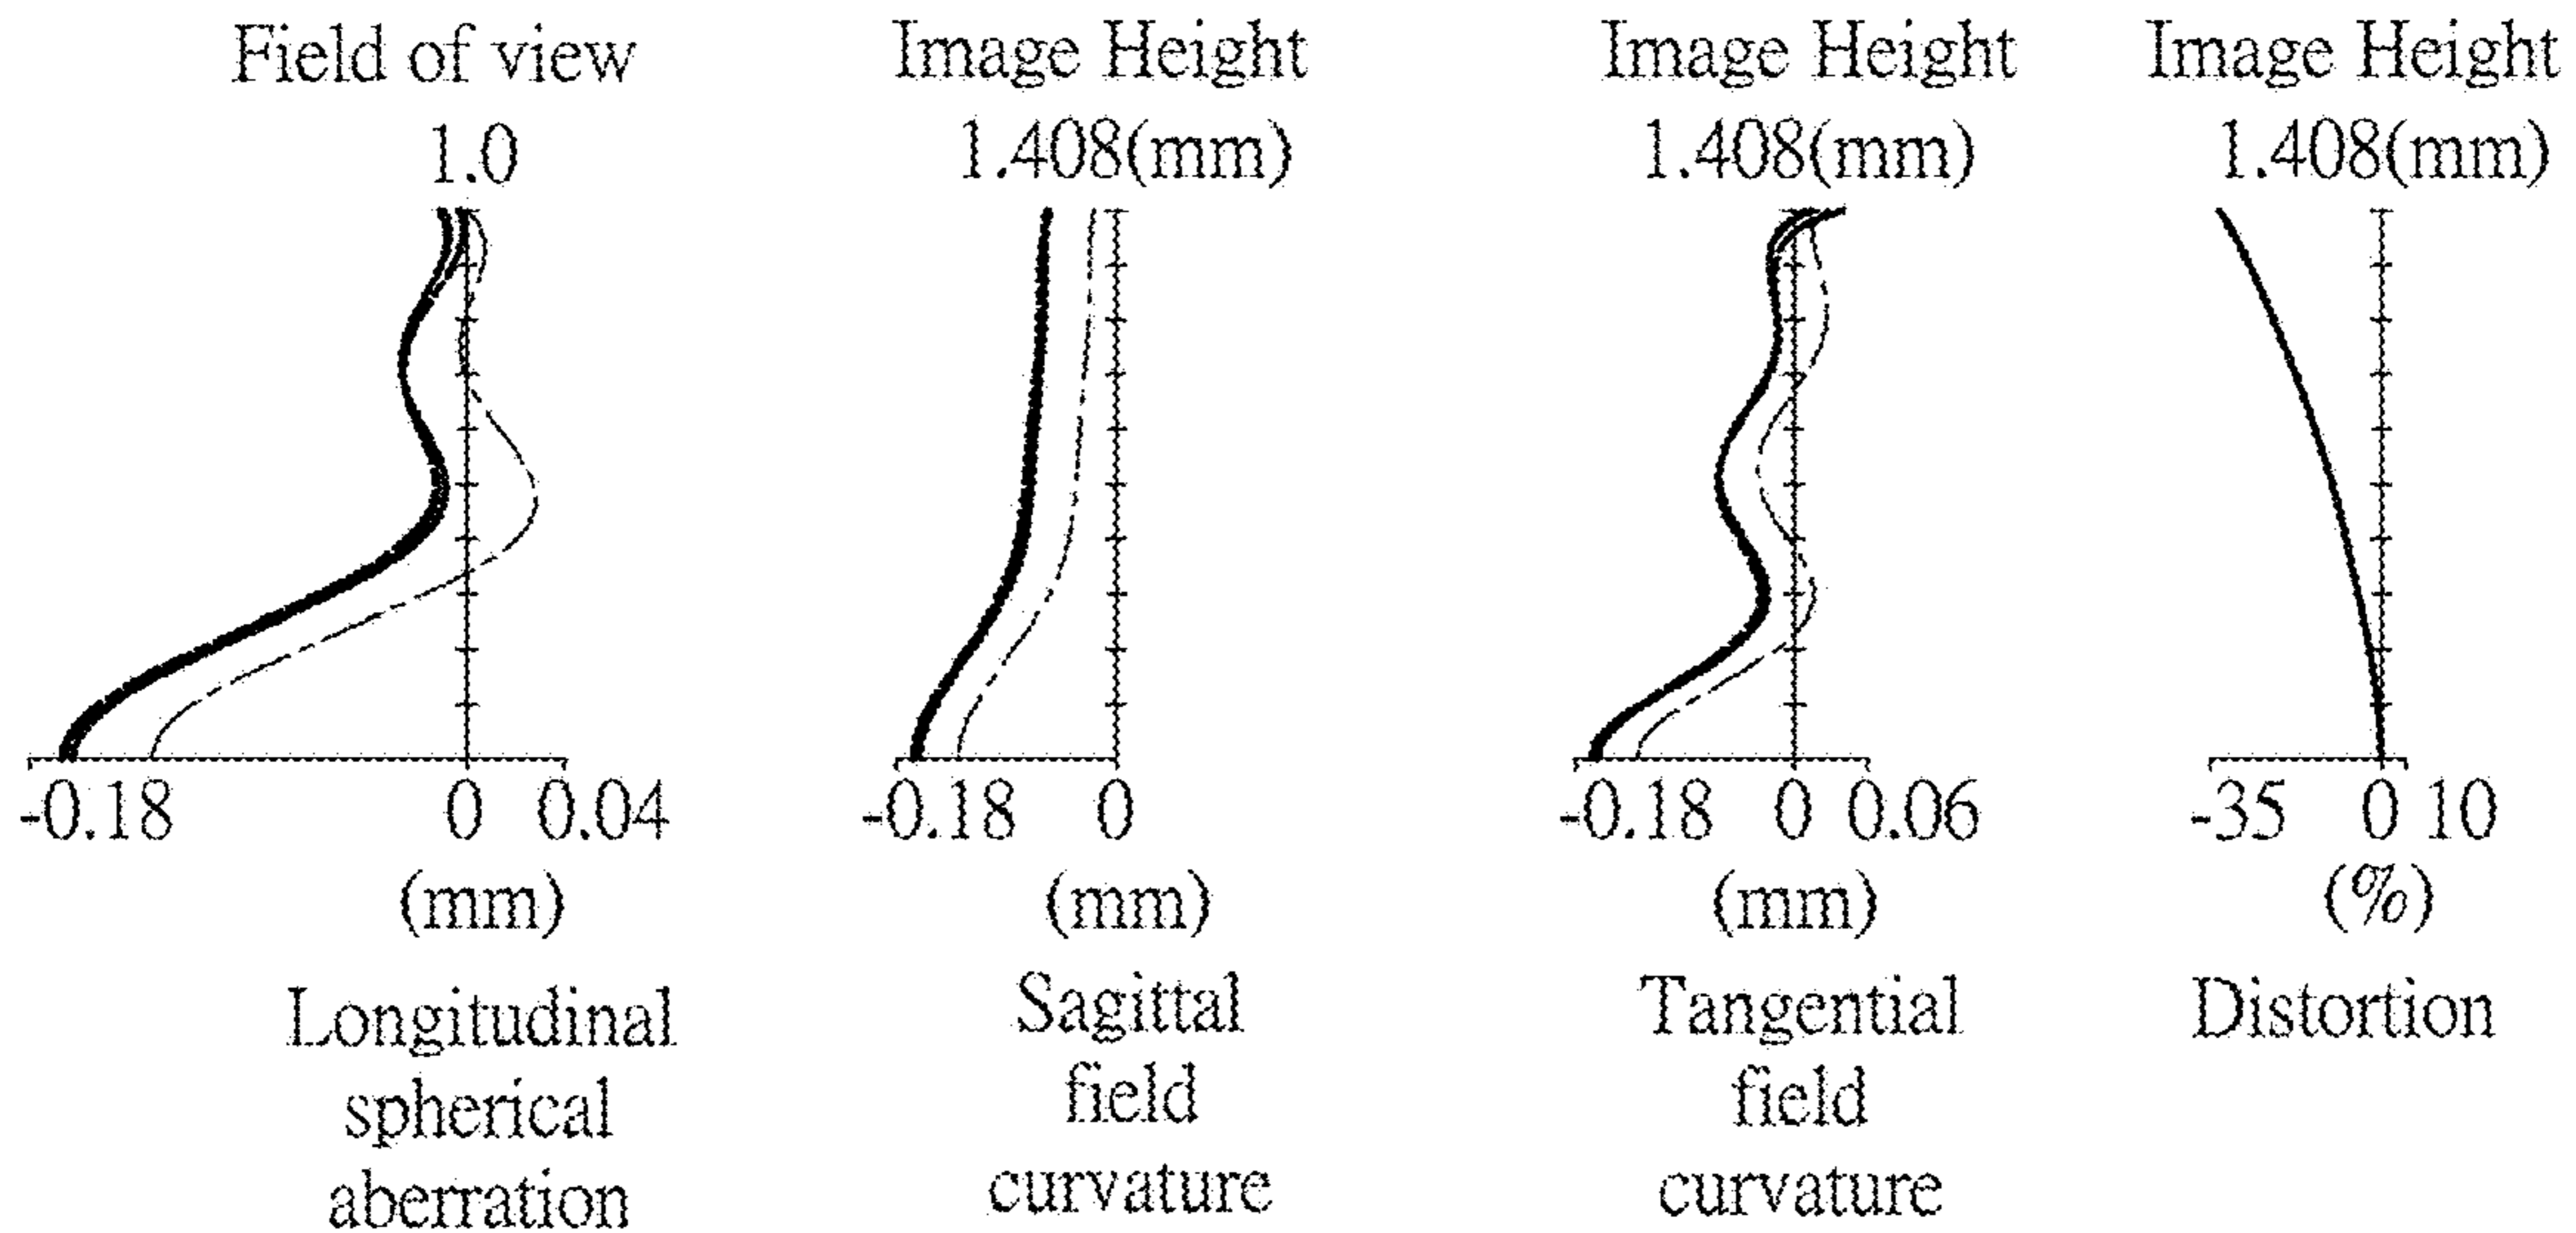 Field of view
1.0
-0.18 0 0.04
(mm)
Longitudinal
spherical
aberration
Image Height
1.408(mm)
-0.18 0
(mm)
Sagittal
field
curvature
Image Height
1.408(mm)
-0.18 0 0.06
(mm)
Tangential
field
curvature
Image Height
1.408(mm)
-35 0 10
(%)
Distortion